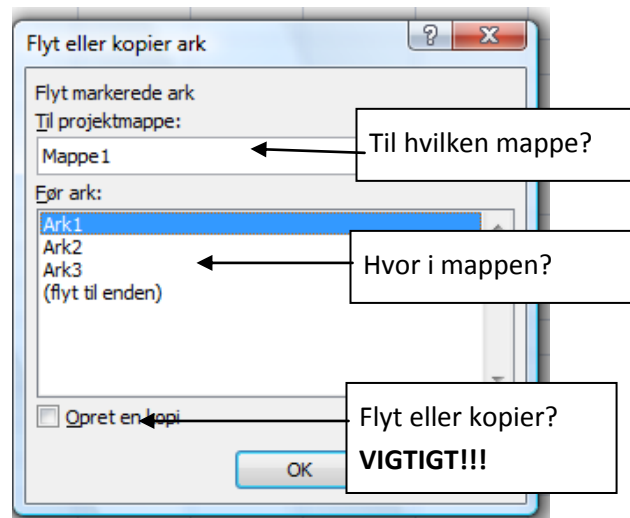 Flyt eller kopier ark
Flyt markerede ark
Til projektmappe:
Mappe1
Til hvilken mappe?
Før ark:
Ark1
Ark2
Ark3
(flyt til enden)
Hvor i mappen?
Opret en kopi
Flyt eller kopier?
VIGTIGT!!!
OK